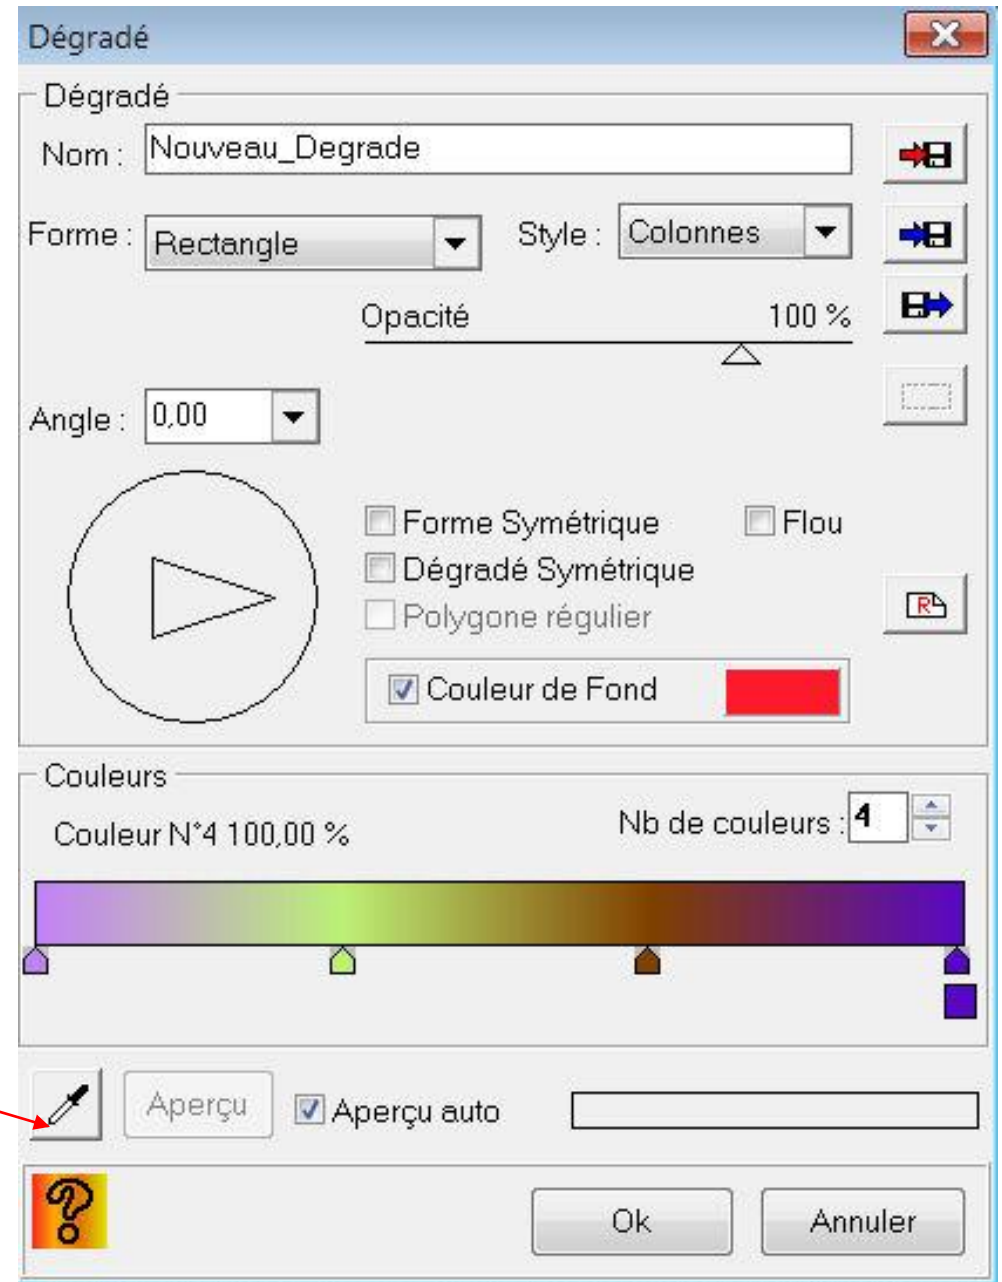 Dégradé
Dégradé
Nom : Nouveau_Degrade
Forme : Rectangle Style : Colonnes
Opacité 100 %
Angle : 0,00
Forme Symétrique Flou
Dégradé Symétrique
Polygone régulier
R
Couleur de Fond
Couleurs
Couleur N°4 100,00 % Nb de couleurs : 4
Aperçu Aperçu auto
?
Ok Annuler